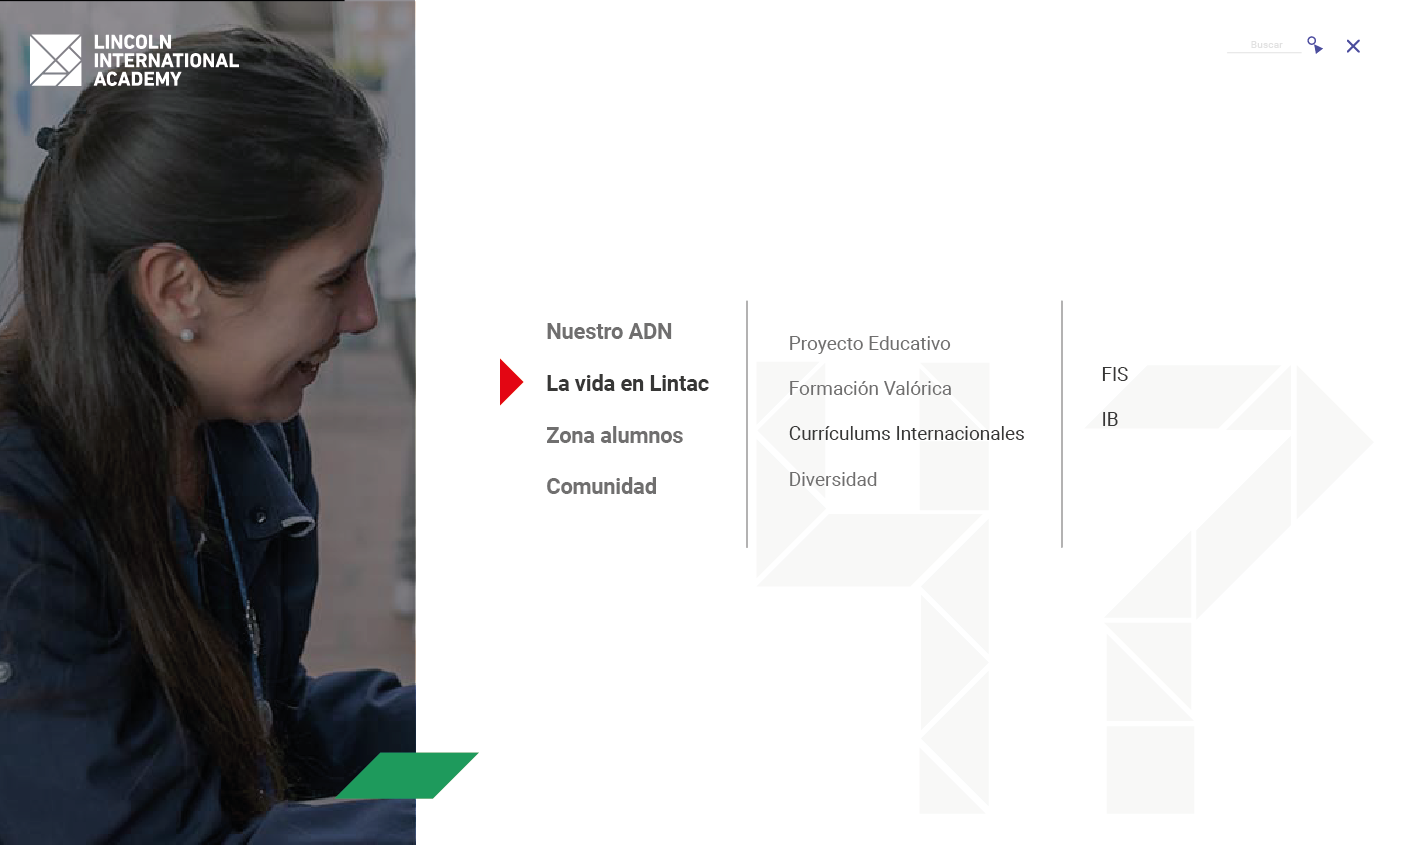 LINCOLN
INTERNATIONAL
ACADEMY
Buscar
Nuestro ADN
La vida en Lintac
Zona alumnos
Comunidad
Proyecto Educativo
Formación Valórica
Currículums Internacionales
Diversidad
FIS
IB